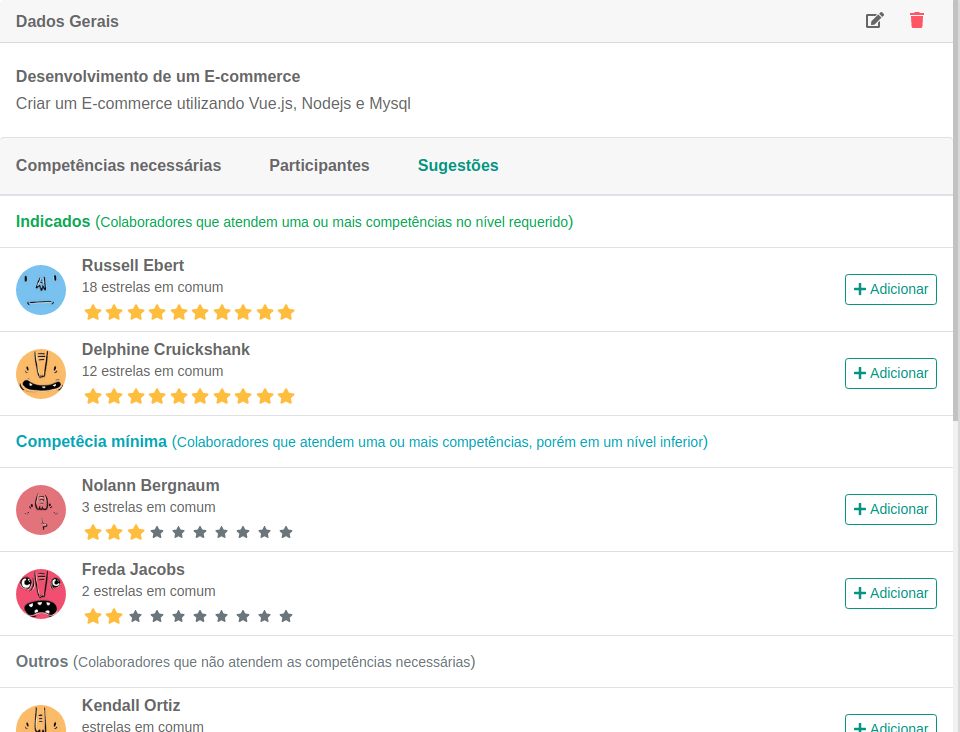 Dados Gerais
Desenvolvimento de um E-commerce
Criar um E-commerce utilizando Vue.js, Nodejs e Mysql
Competências necessárias Participantes Sugestões
Indicados (Colaboradores que atendem uma ou mais competências no nível requerido)
Russell Ebert
18 estrelas em comum
Adicionar
Delphine Cruickshank
12 estrelas em comum
Adicionar
Competêcia mínima (Colaboradores que atendem uma ou mais competências, porém em um nível inferior)
Nolann Bergnaum
3 estrelas em comum
Adicionar
Freda Jacobs
2 estrelas em comum
Adicionar
Outros (Colaboradores que não atendem as competências necessárias)
Kendall Ortiz
estrelas em comum
Adicionar